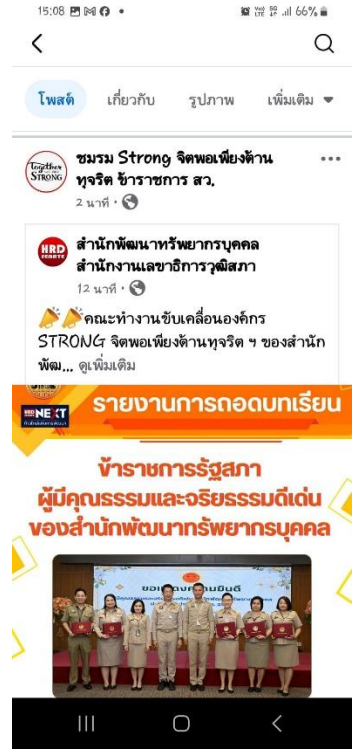 15:08
66%
โพสต์ เกี่ยวกับ รูปภาพ เพิ่มเติม
Together
STRONG
ชมรม Strong จิตพอเพียงต้าน
ทุจริต ข้าราชการ สว.
2 นาที
HRD
SENATE
สำนักพัฒนาทรัพยากรบุคคล
สำนักงานเลขาธิการวุฒิสภา
12 นาที
คณะทำงานขับเคลื่อนองค์กร
STRONG จิตพอเพียงต้านทุจริต ฯ ของสำนัก
พัฒ... ดูเพิ่มเติม
NEXT
รายงานการถอดบทเรียน
ข้าราชการรัฐสภา
ผู้มีคุณธรรมและจริยธรรมดีเด่น
ของสำนักพัฒนาทรัพยากรบุคคล